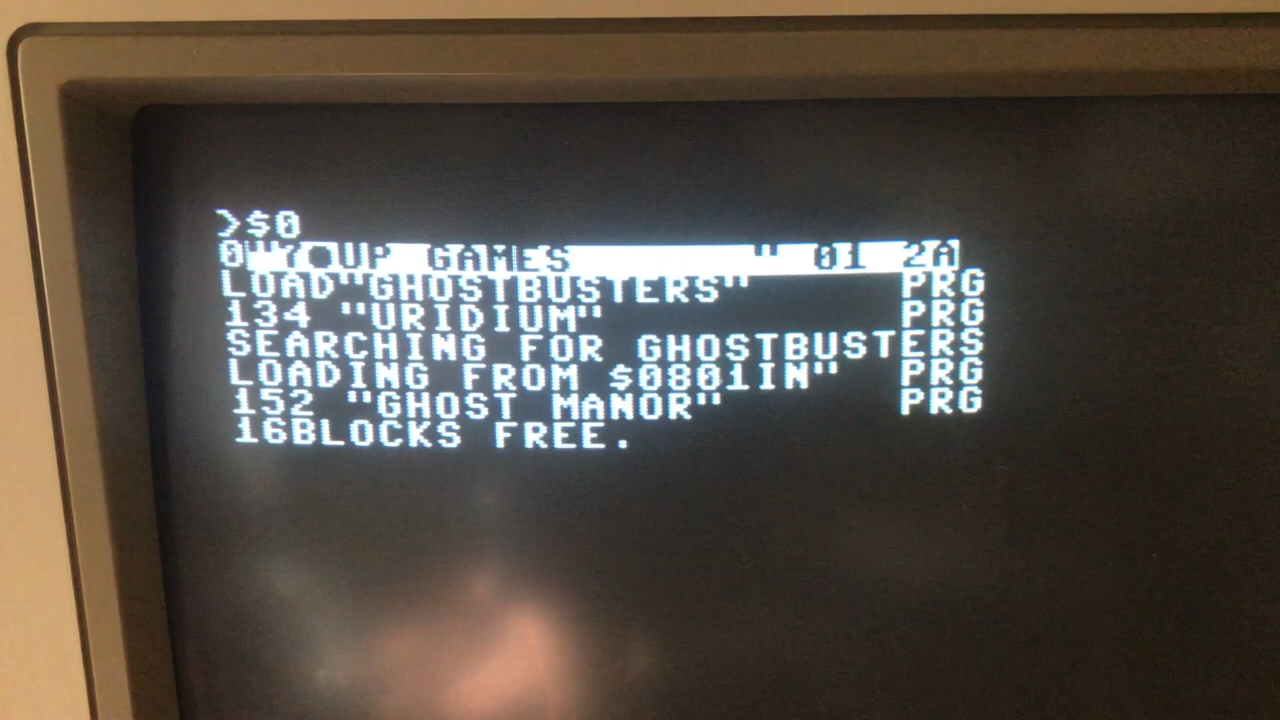 >$0
0 UP GAMES " 01 2A
LOAD"GHOSTBUSTERS" PRG
134 "URIDIUM" PRG
SEARCHING FOR GHOSTBUSTERS
LOADING FROM $0801IN" PRG
152 "GHOST MANOR" PRG
16BLOCKS FREE.